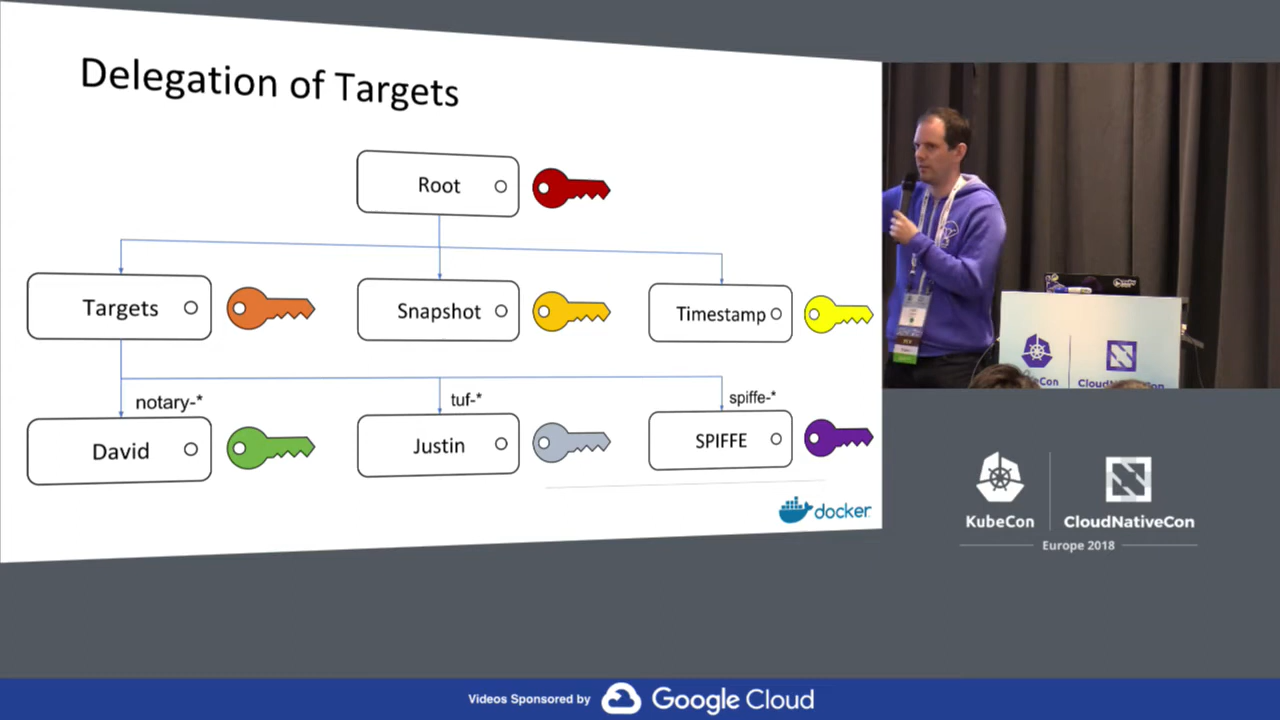 Delegation of Targets
Root
Targets
Snapshot
Timestamp
notary-*
tuf-*
spiffe-*
David
Justin
SPIFFE
docker
KubeCon
CloudNativeCon
Europe 2018
Videos Sponsored by Google Cloud